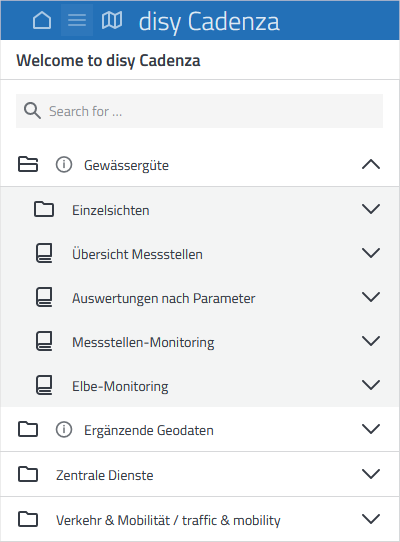 disy Cadenza
Welcome to disy Cadenza
Search for ...
Gewässergüte
Einzelsichten
Übersicht Messstellen
Auswertungen nach Parameter
Messstellen-Monitoring
Elbe-Monitoring
Ergänzende Geodaten
Zentrale Dienste
Verkehr & Mobilität / traffic & mobility